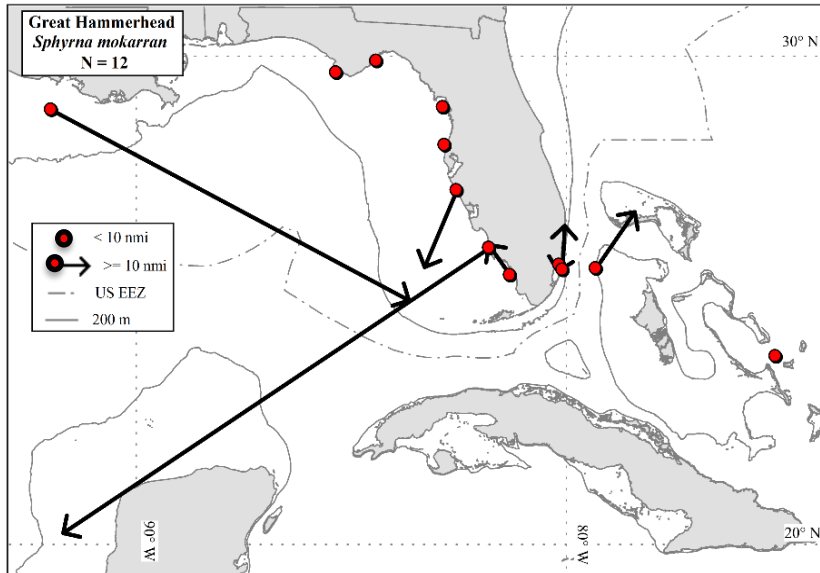 Great Hammerhead
Sphyrna mokarran
N = 12
30° N
< 10 nmi
>= 10 nmi
US EEZ
200 m
90° W
80° W
20° N